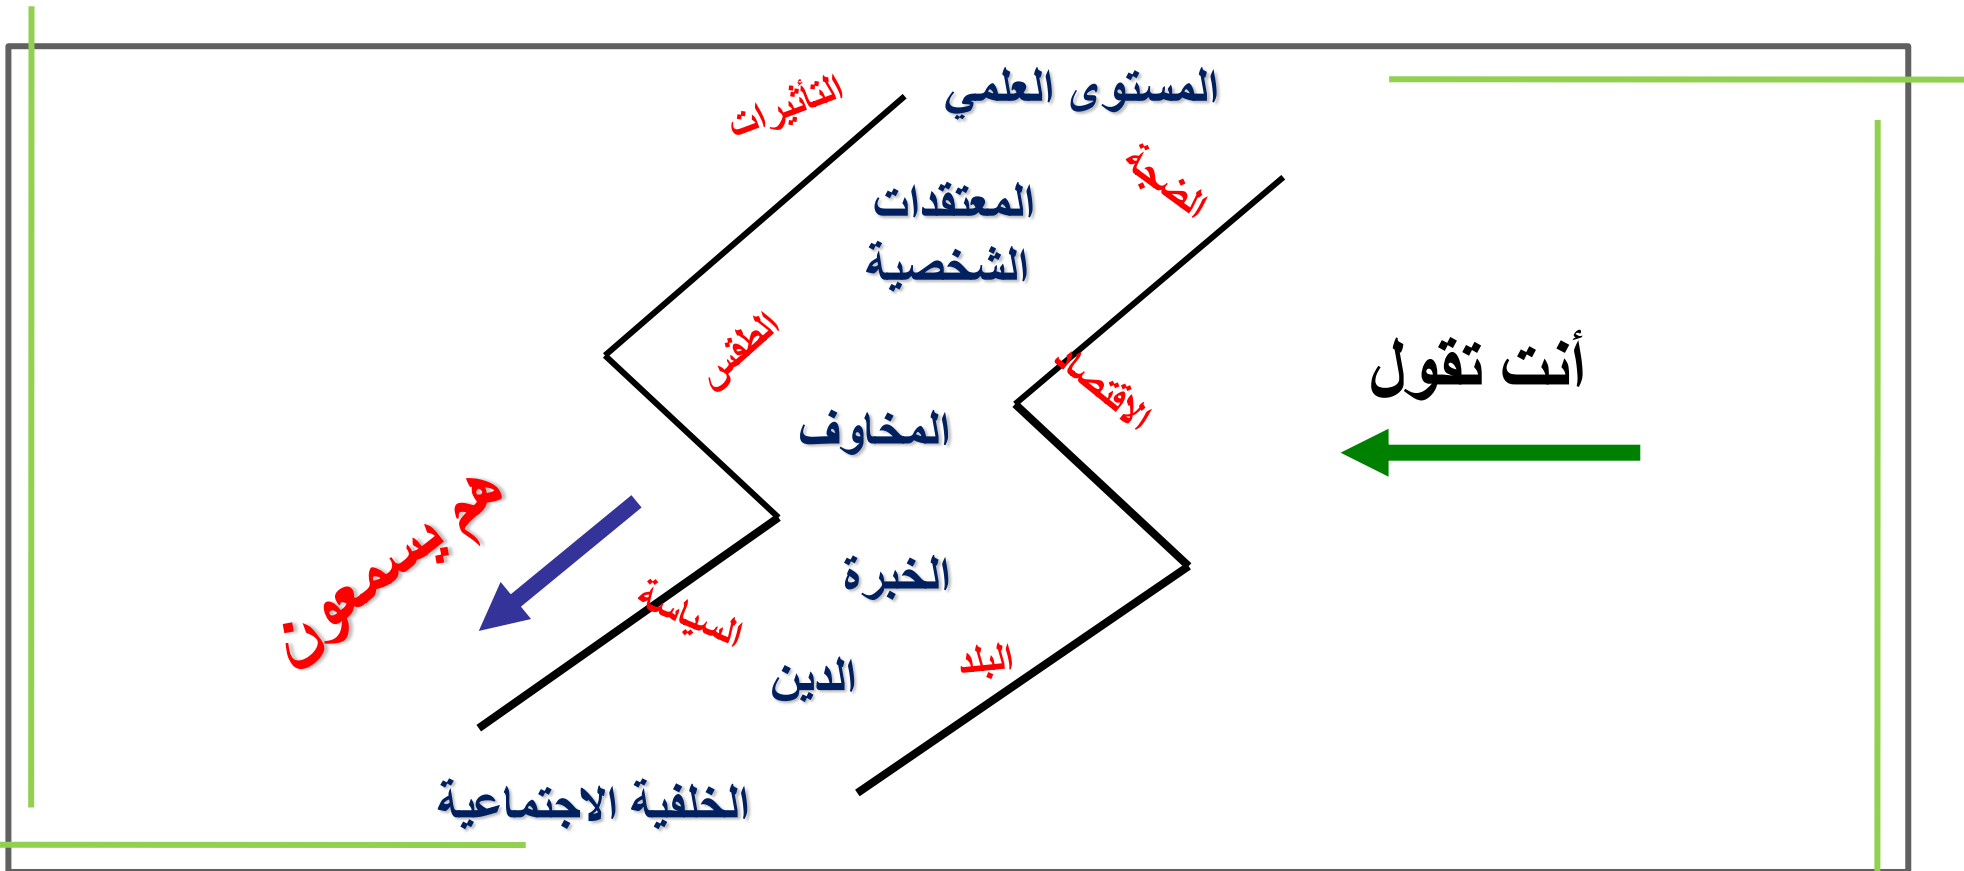 المستوى العلمي
التأثيرات
الضجة
المعتقدات
الشخصية
الطقس
أنت تقول
الاقتصاد
المخاوف
هم يسمعون
الخبرة
السياسة
البلد
الدين
الخلفية الاجتماعية